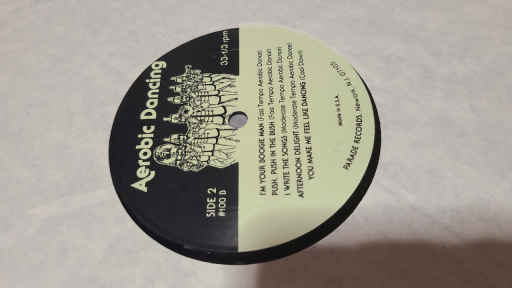 Aerobic Dancing
33-1/3 rpm
SIDE 2
#100 B
I'M YOUR BOOGIE MAN (Fast Tempo Aerobic Dance)
PUSH, PUSH IN THE BUSH (Fast Tempo Aerobic Dance)
I WRITE THE SONGS (Moderate Tempo Aerobic Dance)
AFTERNOON DELIGHT (Moderate Tempo Aerobic Dance)
YOU MAKE ME FEEL LIKE DANCING (Cool Down)
MADE IN U.S.A.
PARADE RECORDS, Newark, N.J.